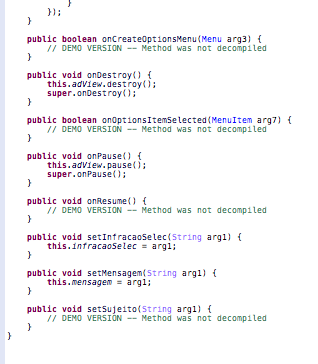 }
});
}
public boolean onCreateOptionsMenu(Menu arg3) {
// DEMO VERSION -- Method was not decompiled
}
public void onDestroy() {
this.adView.destroy();
super.onDestroy();
}
public boolean onOptionsItemSelected(MenuItem arg7) {
// DEMO VERSION -- Method was not decompiled
}
public void onPause() {
this.adView.pause();
super.onPause();
}
public void onResume() {
// DEMO VERSION -- Method was not decompiled
}
public void setInfracaoSelec(String arg1) {
this.infracaoSelec = arg1;
}
public void setMensagem(String arg1) {
this.mensagem = arg1;
}
public void setSujeito(String arg1) {
// DEMO VERSION -- Method was not decompiled
}
}